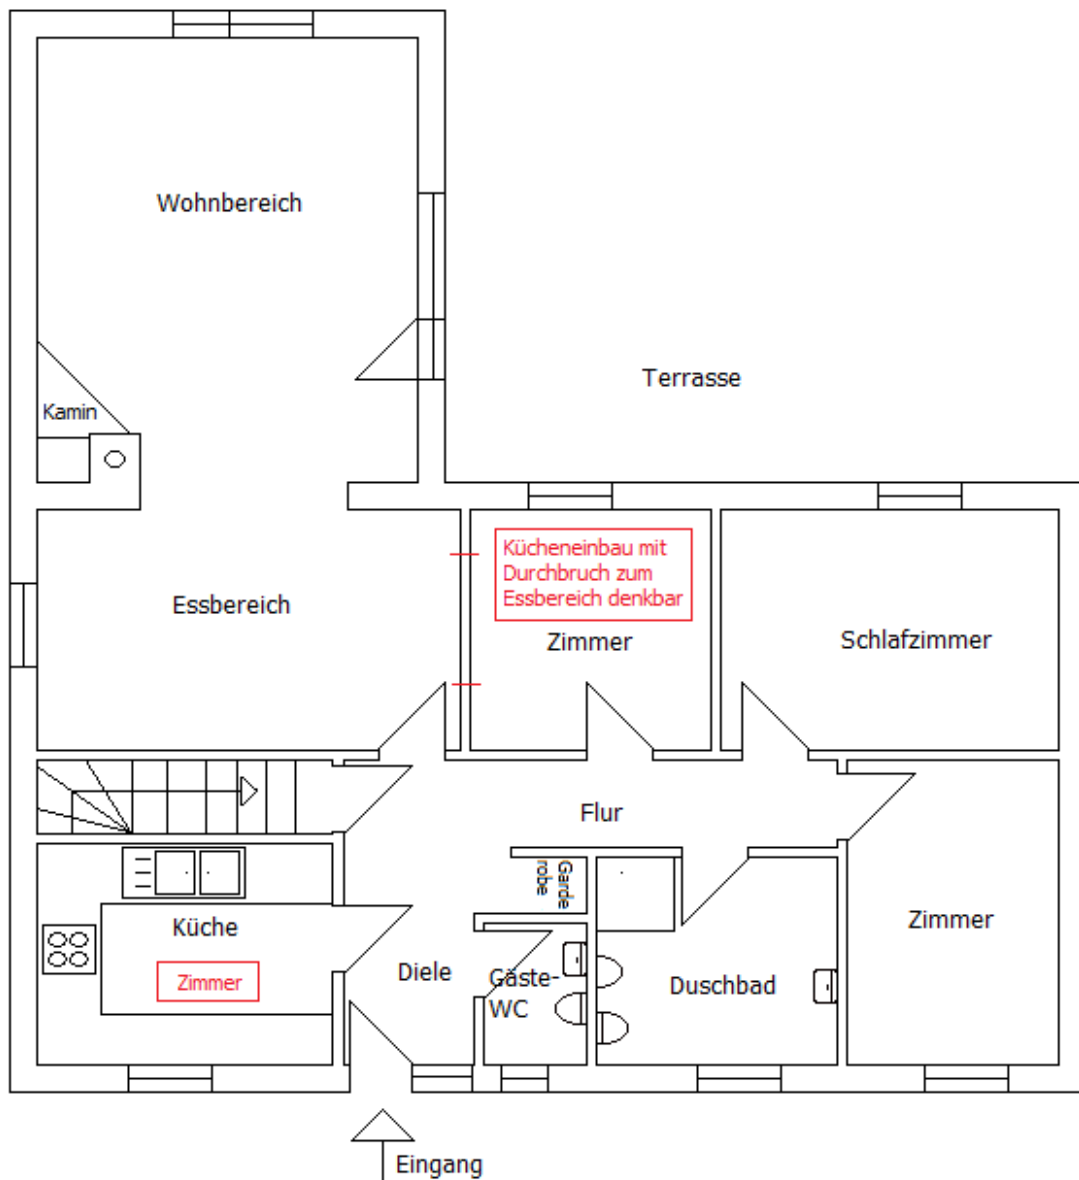 Wohnbereich
Terrasse
Kamin
Kücheneinbau mit
Durchbruch zum
Essbereich denkbar
Essbereich
Zimmer
Schlafzimmer
Flur
Garde
robe
Küche
Zimmer
Zimmer
Diele
Gäste-
WC
Duschbad
Eingang